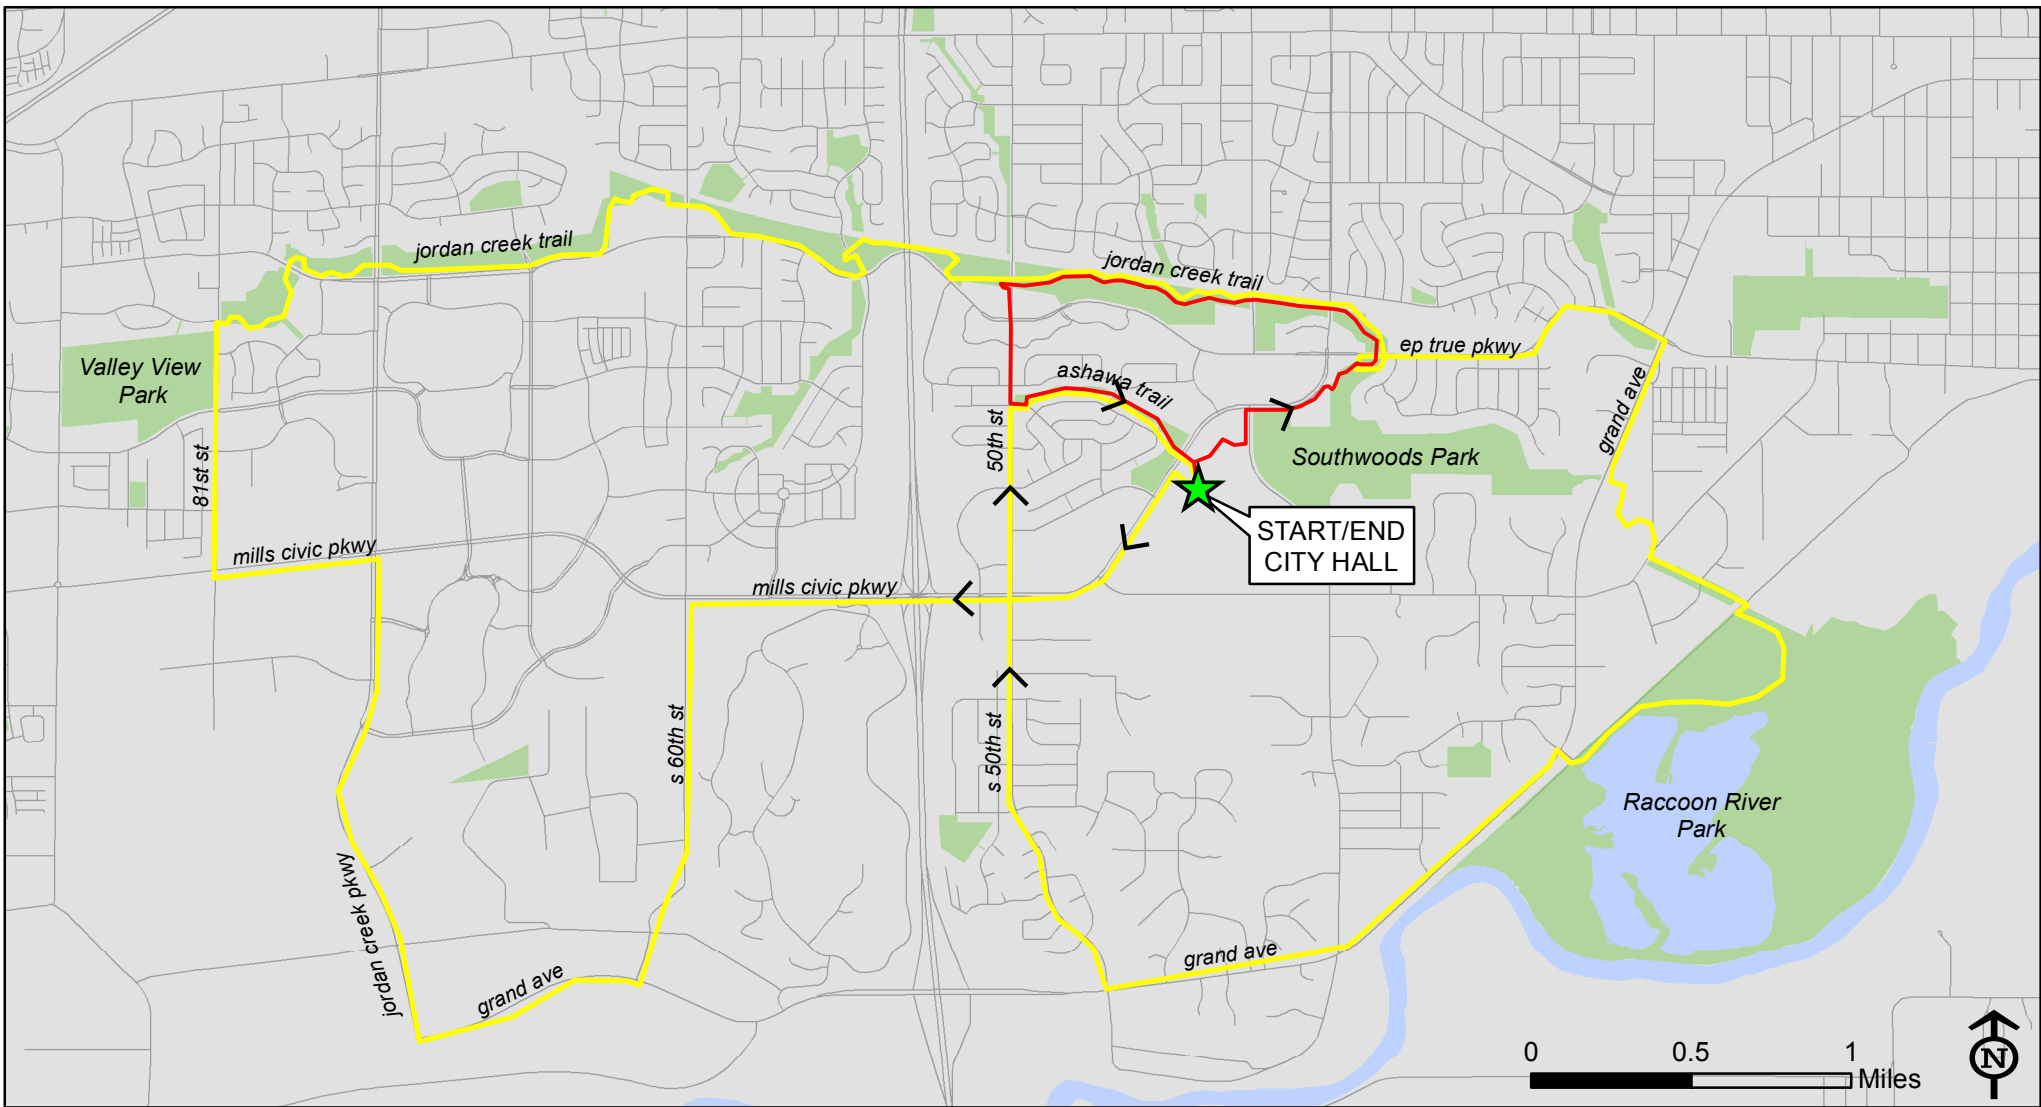 jordan creek trail
jordan creek trail
ep true pkwy
Valley View
Park
ashawa trail
grand ave
50th st
Southwoods Park
81st st
START/END
CITY HALL
mills civic pkwy
mills civic pkwy
s 60th st
s 50th st
Raccoon River
Park
jordan creek pkwy
grand ave
grand ave
0
0.5
1
Miles
N